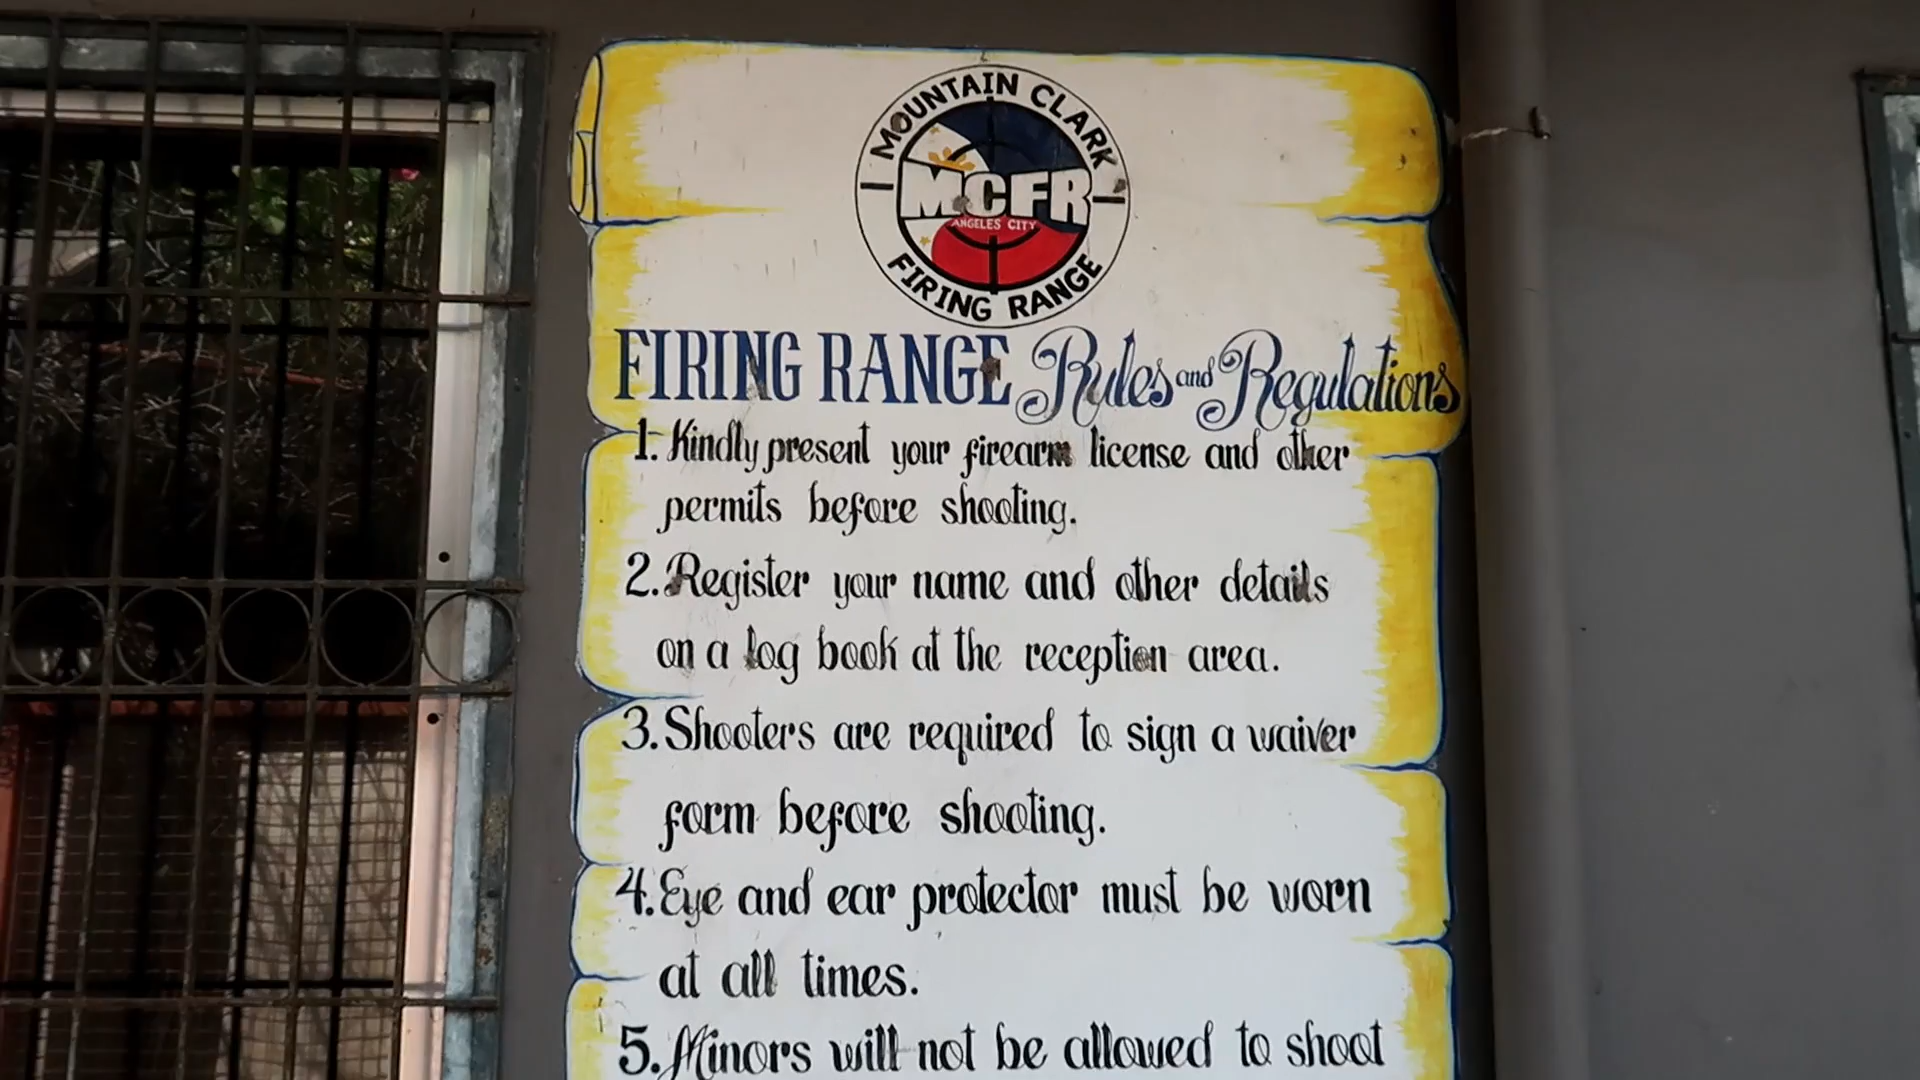 MOUNTAIN CLARK
MCFR
ANGELES CITY
FIRING RANGE
FIRING RANGE Rules and Regulations
1. Kindly present your firearm license and other
permits before shooting.
2. Register your name and other details
on a log book at the reception area.
3. Shooters are required to sign a waiver
form before shooting.
4. Eye and ear protector must be worn
at all times.
5. Minors will not be allowed to shoot